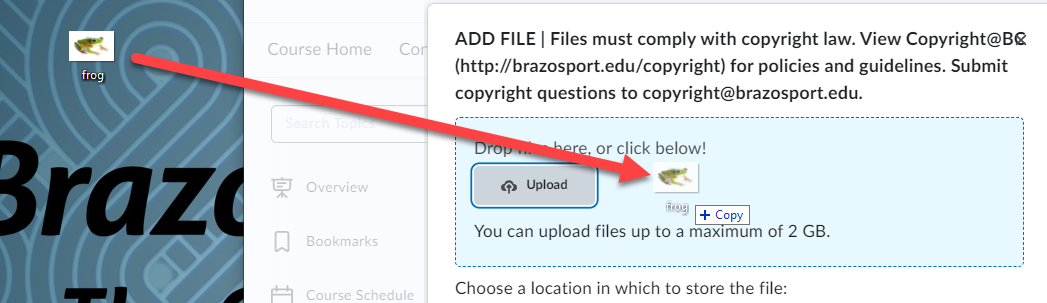 frog
Brazo
Course Home
Search Topics
Overview
Bookmarks
Course Schedule
ADD FILE | Files must comply with copyright law. View Copyright@BC
(http://brazosport.edu/copyright) for policies and guidelines. Submit
copyright questions to copyright@brazosport.edu.
Drop files here, or click below!
Upload
frog
+ Copy
You can upload files up to a maximum of 2 GB.
Choose a location in which to store the file: